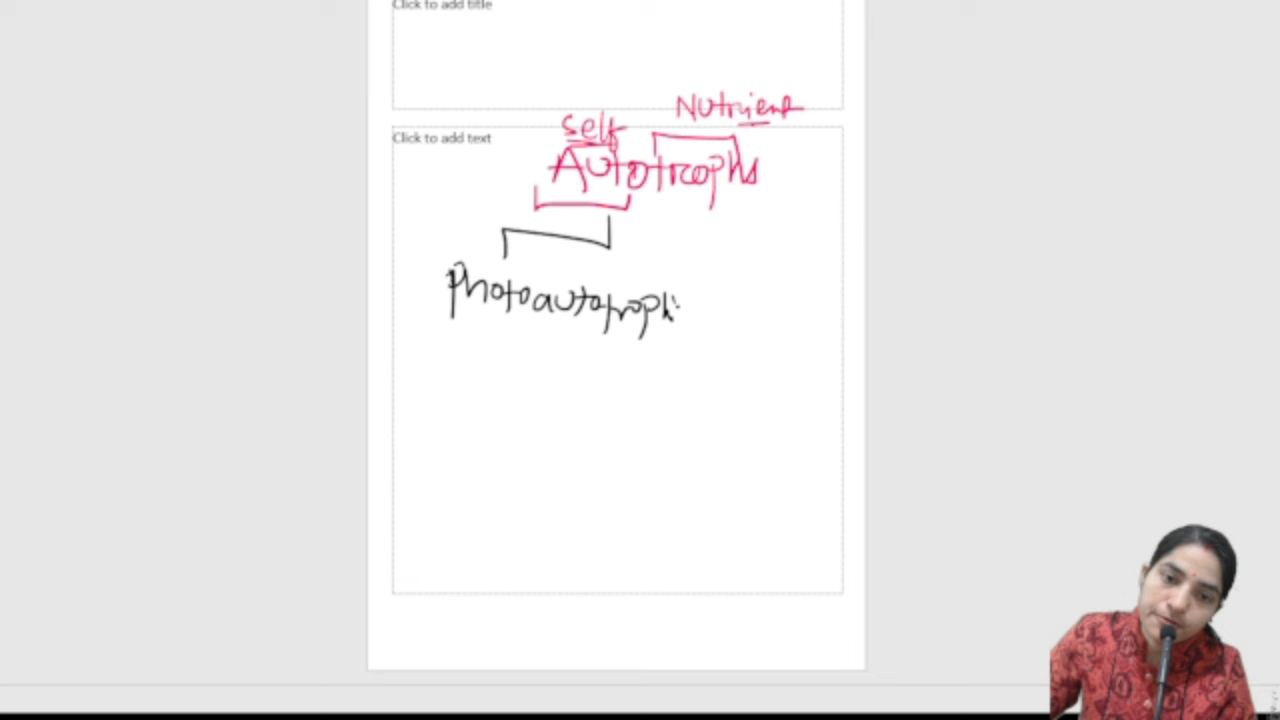 Click to add title
Nutrient
Self
Click to add text
Autotrophs
Photoautotroph